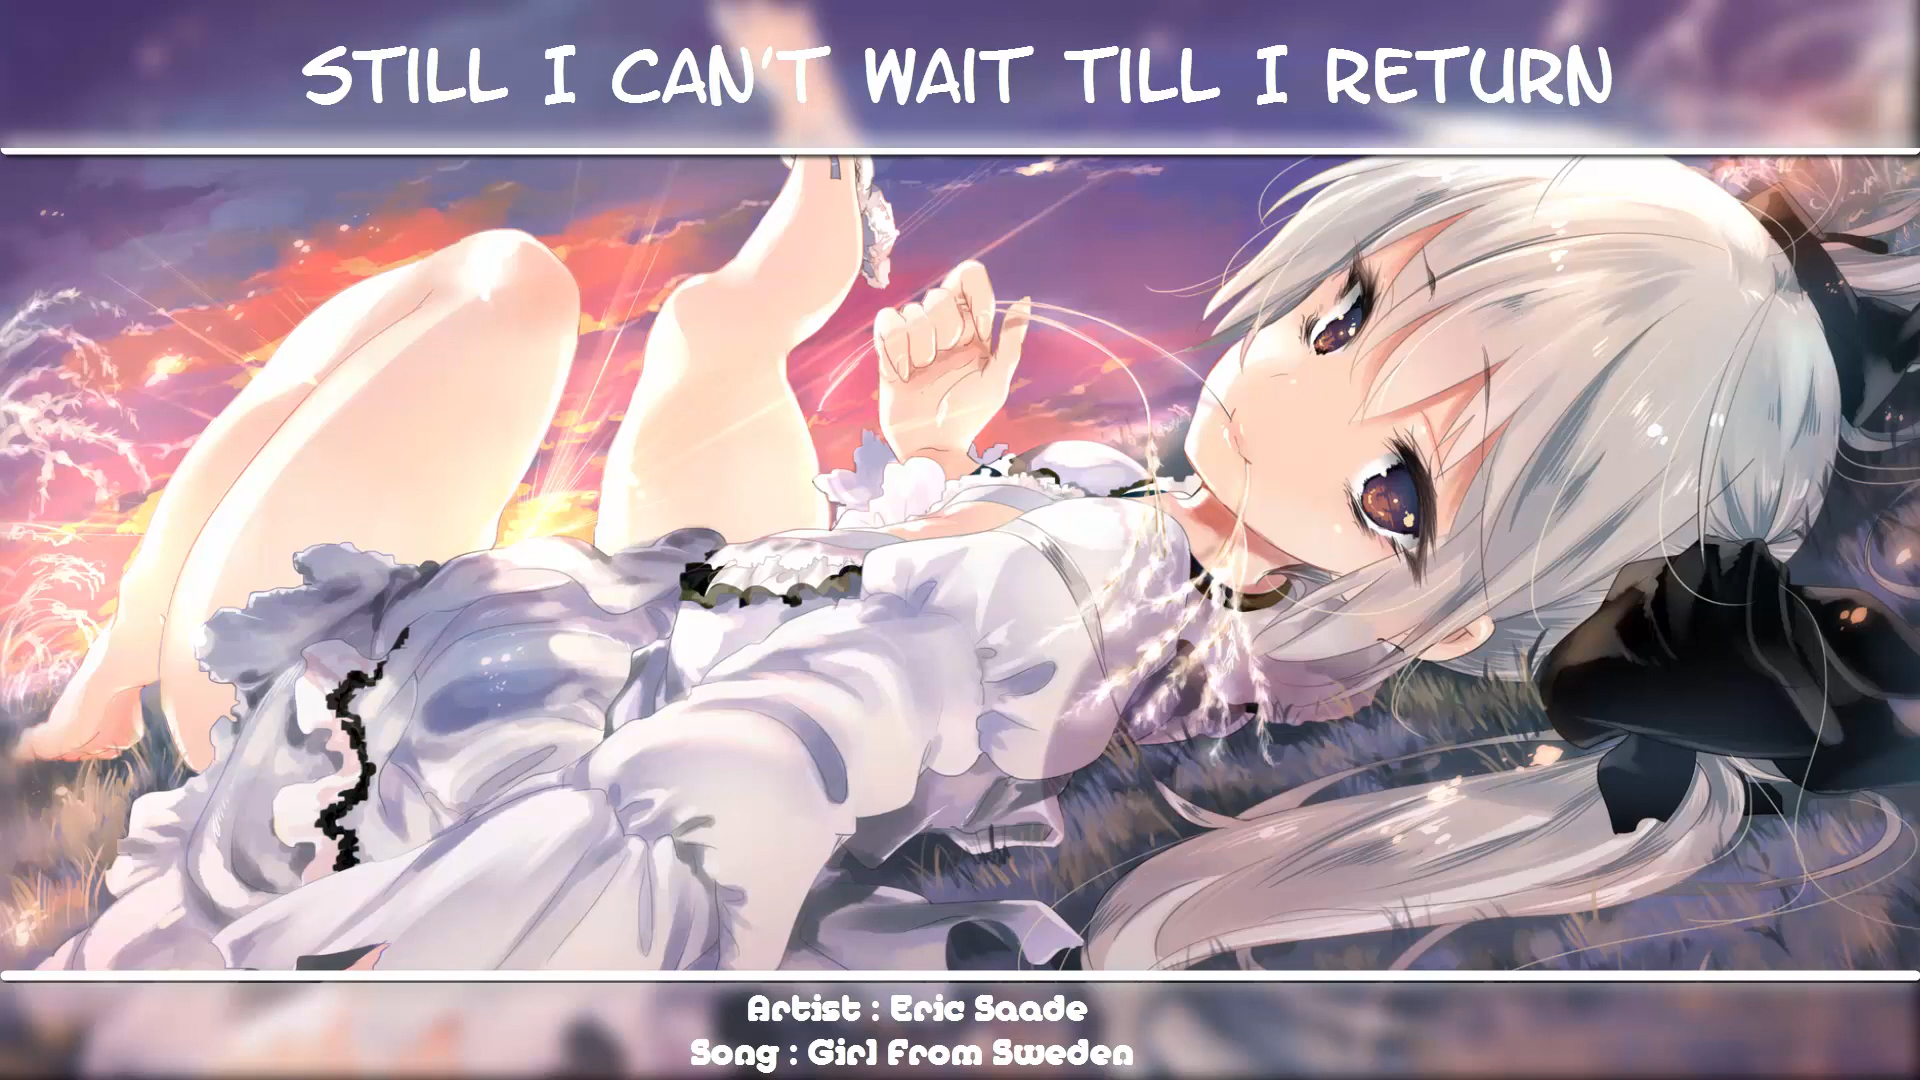 STILL I CAN'T WAIT TILL I RETURN
Artist : Eric Saade
Song : Girl From Sweden